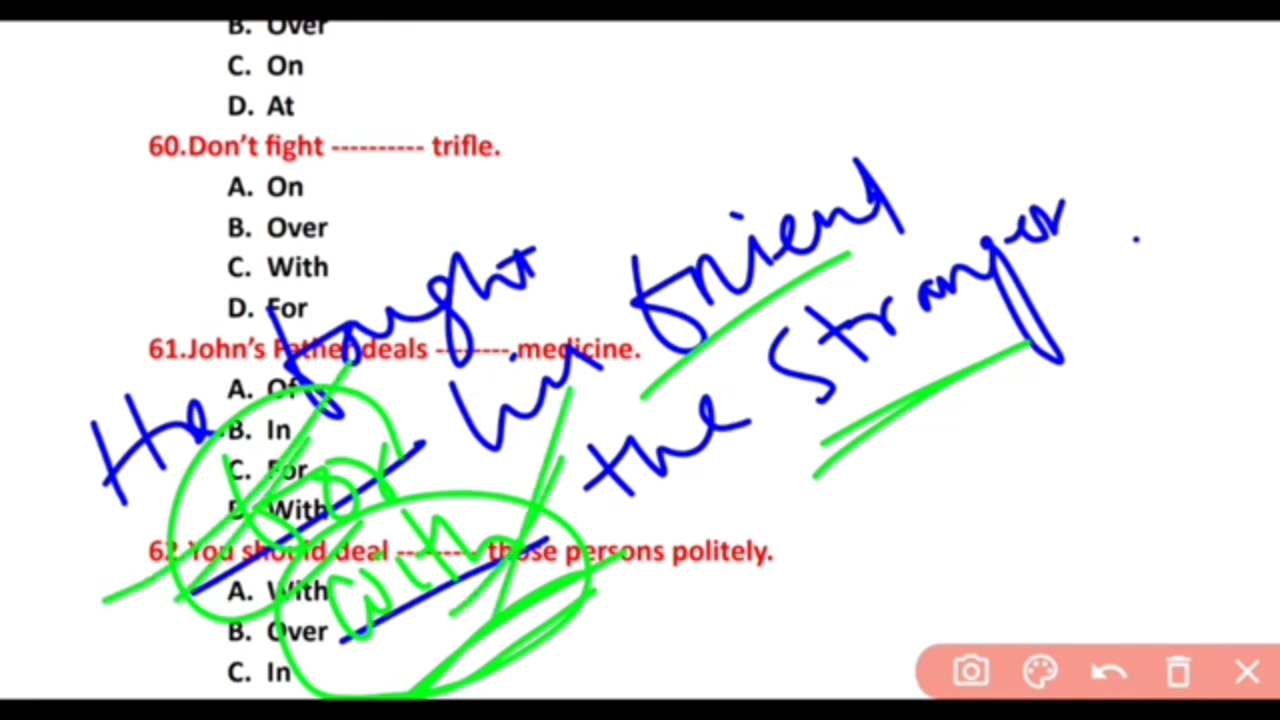 B. Over
C. On
D. At
60.Don't fight ---------- trifle.
A. On
B. Over
C. With
D. For
61.John's Father deals -------- medicine.
A. Of
B. In
C. For
D. With
62.You should deal --------- those persons politely.
A. With
B. Over
C. In
He fought
for his friend
with the stranger.